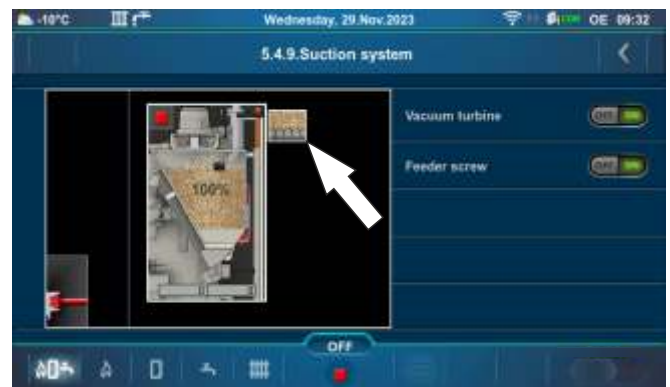 -10°C Wednesday, 29.Nov.2023 OE 09:32
5.4.9.Suction system
Vacuum turbine OFF ON
100%
Feeder screw OFF ON
OFF